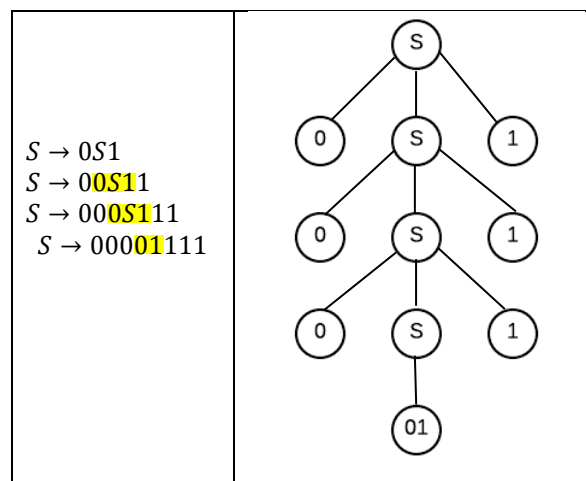 S → 0S1
S → 00S11
S → 000S111
S → 00001111
S
0 S 1
0 S 1
0 S 1
01